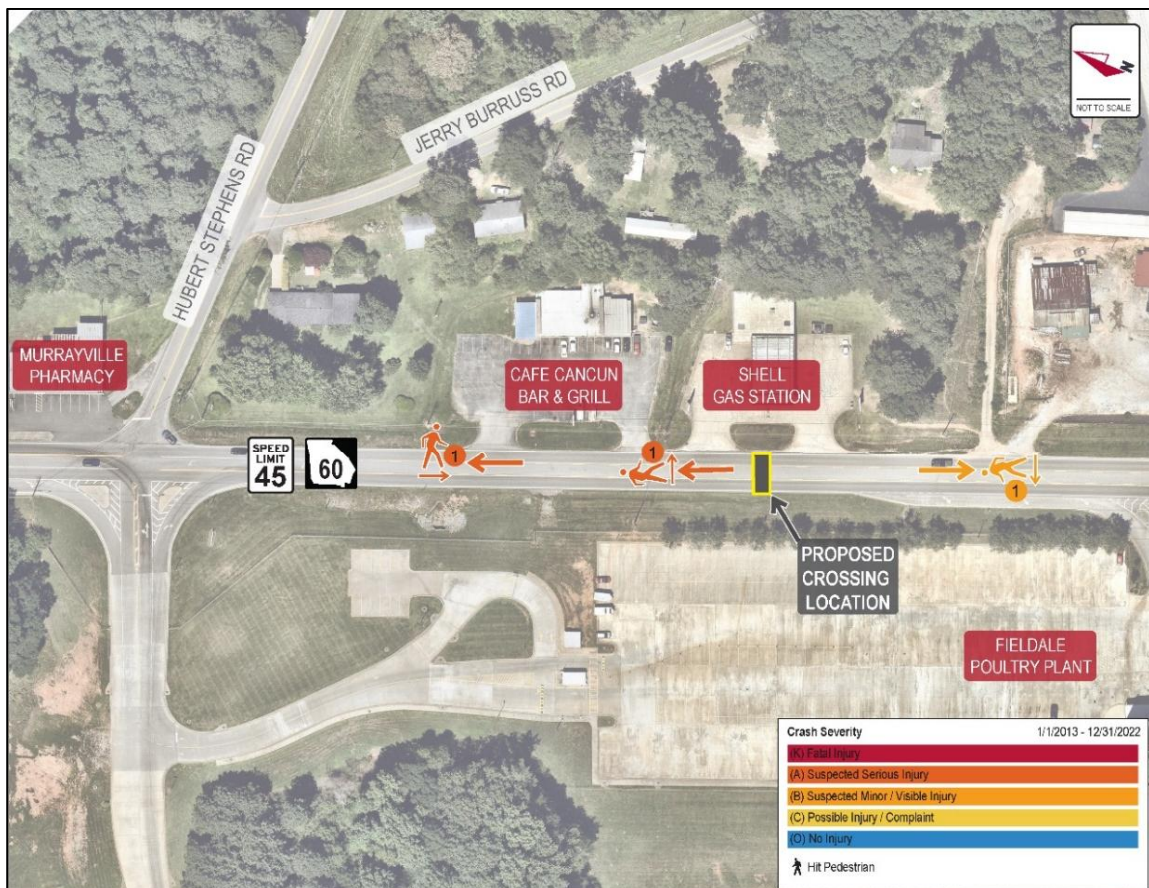 N
NOT TO SCALE
JERRY BURRUSS RD
HUBERT STEPHENS RD
MURRAYVILLE
PHARMACY
CAFE CANCUN
BAR & GRILL
SHELL
GAS STATION
SPEED
LIMIT
45
60
1
1
1
PROPOSED
CROSSING
LOCATION
FIELDALE
POULTRY PLANT
Crash Severity 1/1/2013 - 12/31/2022
(K) Fatal Injury
(A) Suspected Serious Injury
(B) Suspected Minor / Visible Injury
(C) Possible Injury / Complaint
(O) No Injury
Hit Pedestrian